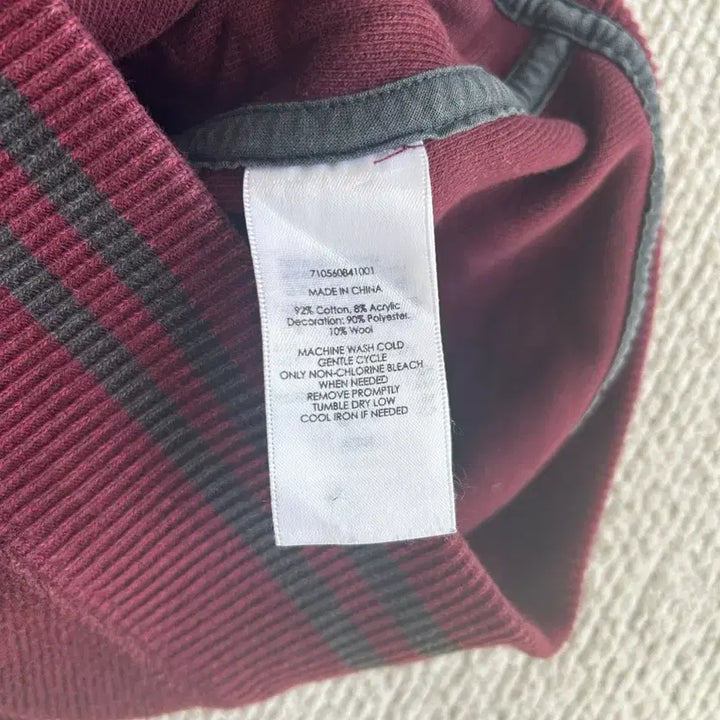 710560841001
MADE IN CHINA
92% Cotton, 8% Acrylic
Decoration: 90% Polyester,
10% Wool
MACHINE WASH COLD
GENTLE CYCLE
ONLY NON-CHLORINE BLEACH
WHEN NEEDED
REMOVE PROMPTLY
TUMBLE DRY LOW
COOL IRON IF NEEDED